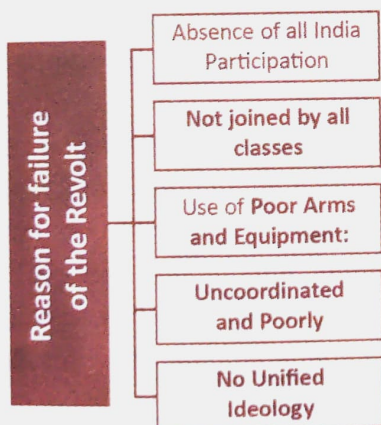 Reason for failure
of the Revolt
Absence of all India
Participation
Not joined by all
classes
Use of Poor Arms
and Equipment:
Uncoordinated
and Poorly
No Unified
Ideology